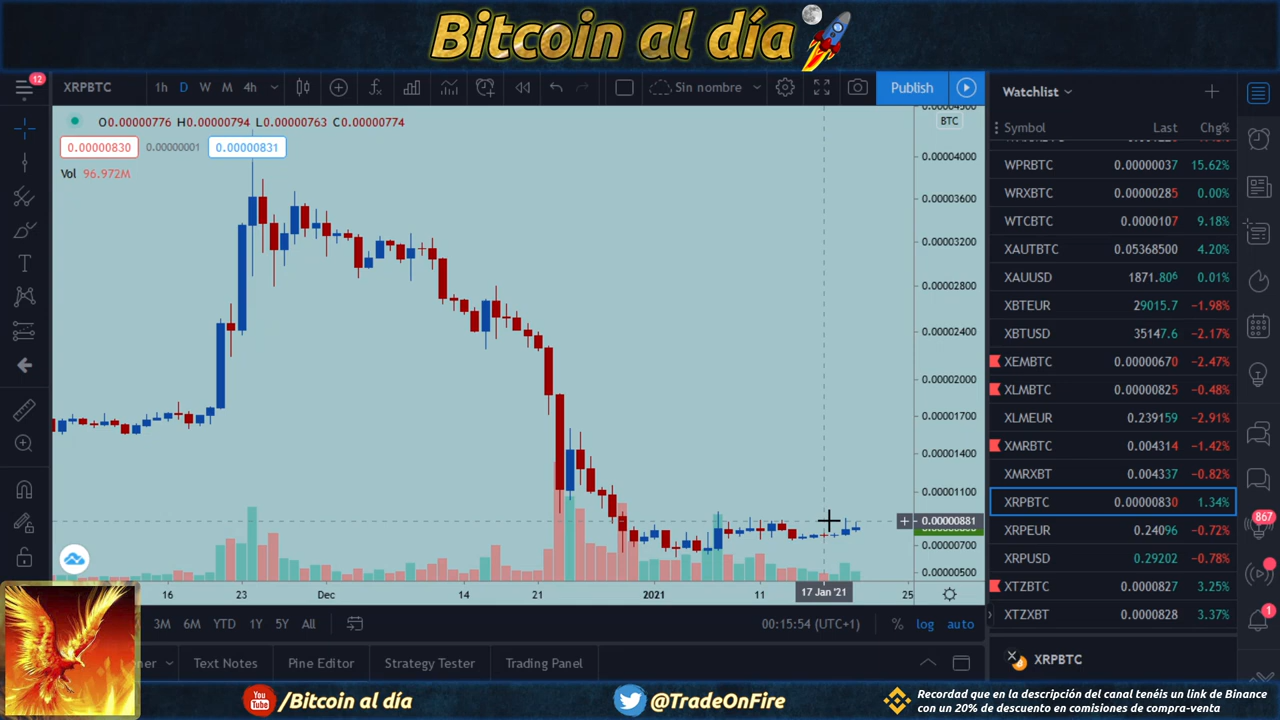 Bitcoin al día
12
XRPBTC 1h D W M 4h Sin nombre Publish
O0.00000776 H0.00000794 L0.00000763 C0.00000774
0.00000830 0.00000001 0.00000831
Vol 96.972M
BTC
0.00004000
0.00003600
0.00003200
0.00002800
0.00002400
0.00002000
0.00001700
0.00001400
0.00001100
0.00000881
0.00000700
0.00000500
16 23 Dec 14 21 2021 11 17 Jan '21 25
3M 6M YTD 1Y 5Y All 00:15:54 (UTC+1) % log auto
Text Notes Pine Editor Strategy Tester Trading Panel
Watchlist
Symbol Last Chg%
WPRBTC 0.00000037 15.62%
WRXBTC 0.00000285 0.00%
WTCBTC 0.0000107 9.18%
XAUTBTC 0.05368500 4.20%
XAUUSD 1871.806 0.01%
XBTEUR 29015.7 −1.98%
XBTUSD 35147.6 −2.17%
XEMBTC 0.00000670 −2.47%
XLMBTC 0.00000825 −0.48%
XLMEUR 0.239159 −2.91%
XMRBTC 0.004314 −1.42%
XMRXBT 0.004337 −0.82%
XRPBTC 0.00000830 1.34%
XRPEUR 0.24096 −0.72%
XRPUSD 0.29202 −0.78%
XTZBTC 0.0000827 3.25%
XTZXBT 0.0000828 3.37%
XRPBTC
867
1
You Tube /Bitcoin al día
@TradeOnFire
Recordad que en la descripción del canal tenéis un link de Binance
con un 20% de descuento en comisiones de compra-venta